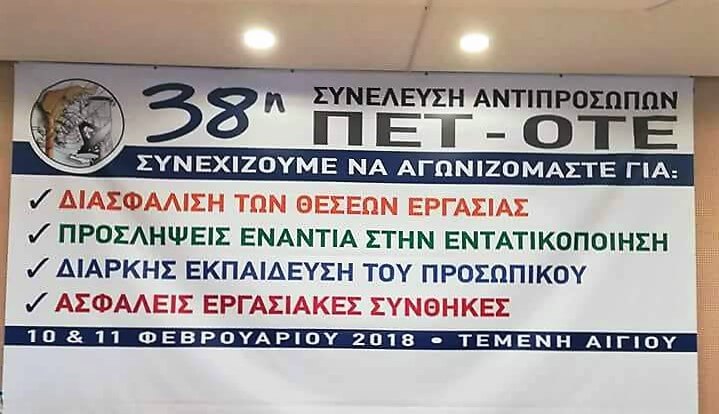 38η ΣΥΝΕΛΕΥΣΗ ΑΝΤΙΠΡΟΣΩΠΩΝ
ΠΕΤ - ΟΤΕ
ΣΥΝΕΧΙΖΟΥΜΕ ΝΑ ΑΓΩΝΙΖΟΜΑΣΤΕ ΓΙΑ:
✓ ΔΙΑΣΦΑΛΙΣΗ ΤΩΝ ΘΕΣΕΩΝ ΕΡΓΑΣΙΑΣ
✓ ΠΡΟΣΛΗΨΕΙΣ ΕΝΑΝΤΙΑ ΣΤΗΝ ΕΝΤΑΤΙΚΟΠΟΙΗΣΗ
✓ ΔΙΑΡΚΗΣ ΕΚΠΑΙΔΕΥΣΗ ΤΟΥ ΠΡΟΣΩΠΙΚΟΥ
✓ ΑΣΦΑΛΕΙΣ ΕΡΓΑΣΙΑΚΕΣ ΣΥΝΘΗΚΕΣ
10 & 11 ΦΕΒΡΟΥΑΡΙΟΥ 2018 • ΤΕΜΕΝΗ ΑΙΓΙΟΥ